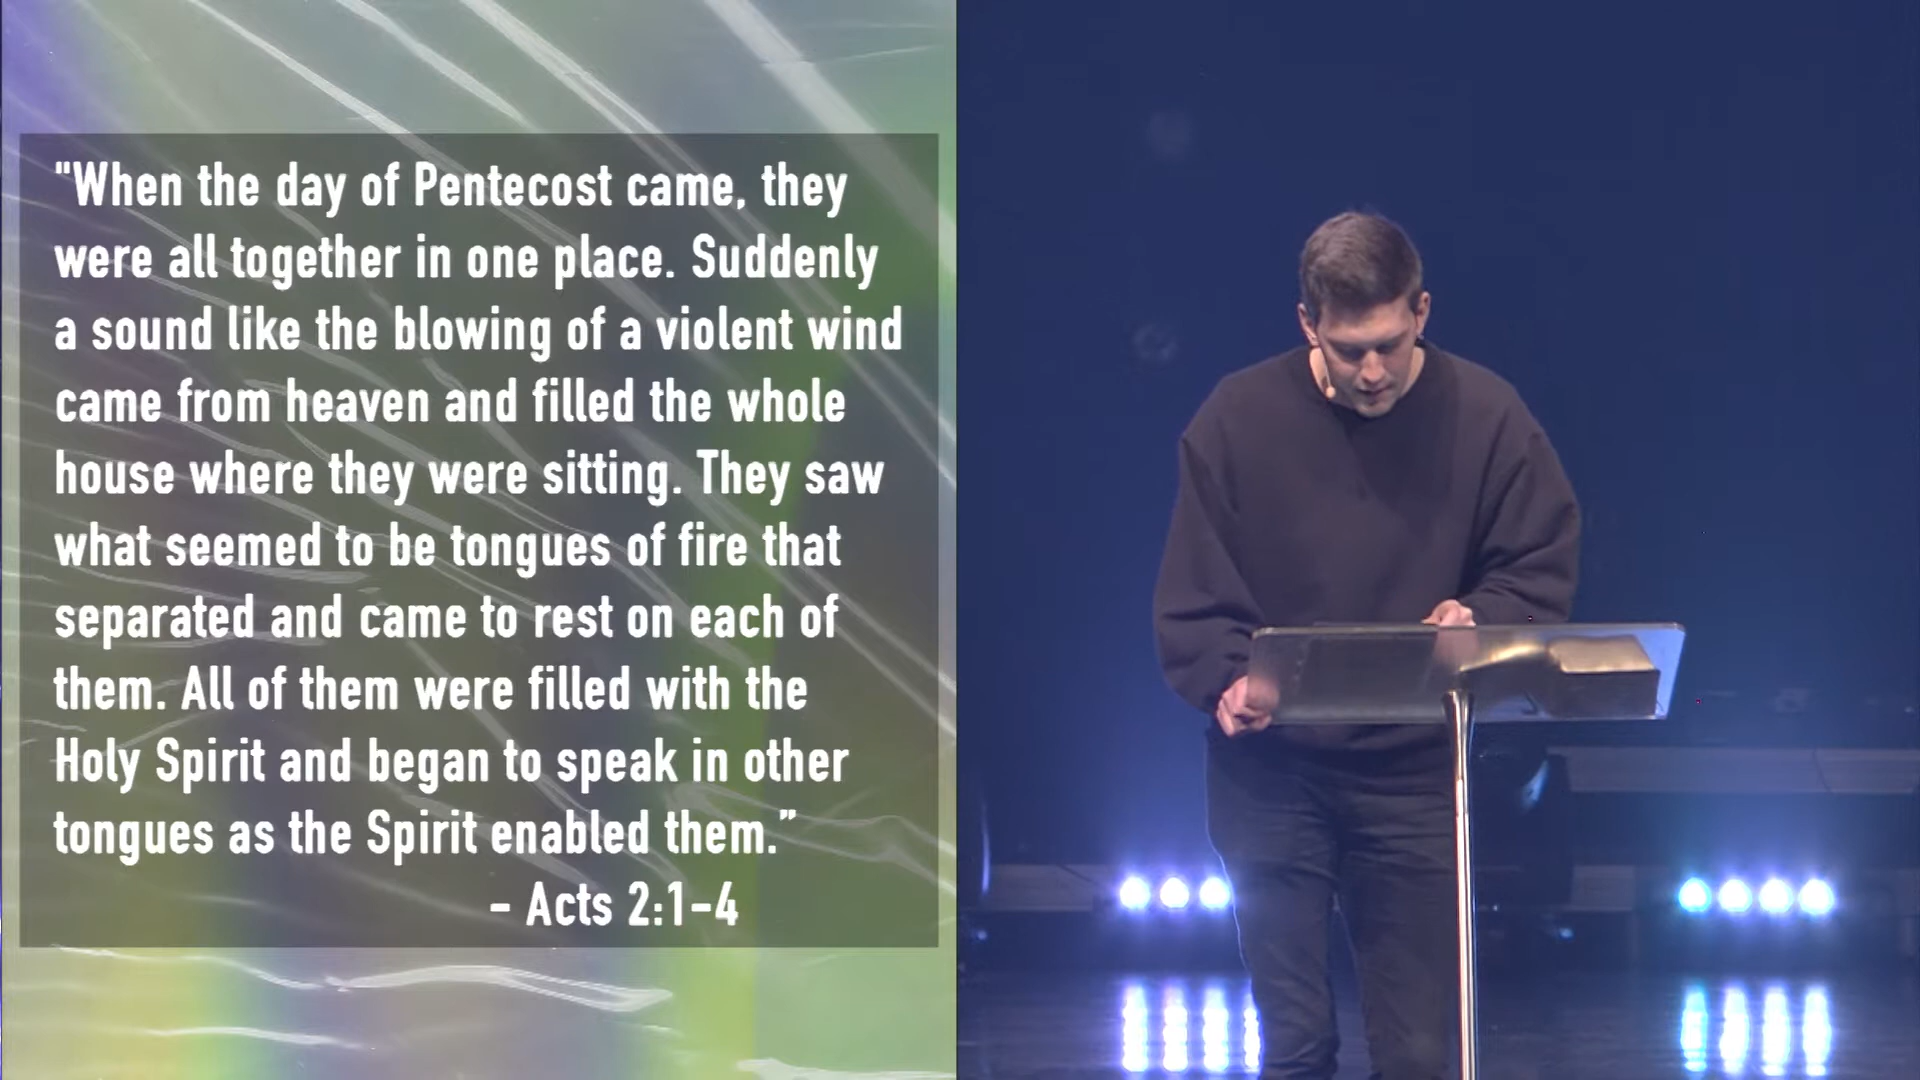 "When the day of Pentecost came, they
were all together in one place. Suddenly
a sound like the blowing of a violent wind
came from heaven and filled the whole
house where they were sitting. They saw
what seemed to be tongues of fire that
separated and came to rest on each of
them. All of them were filled with the
Holy Spirit and began to speak in other
tongues as the Spirit enabled them.”
- Acts 2:1-4